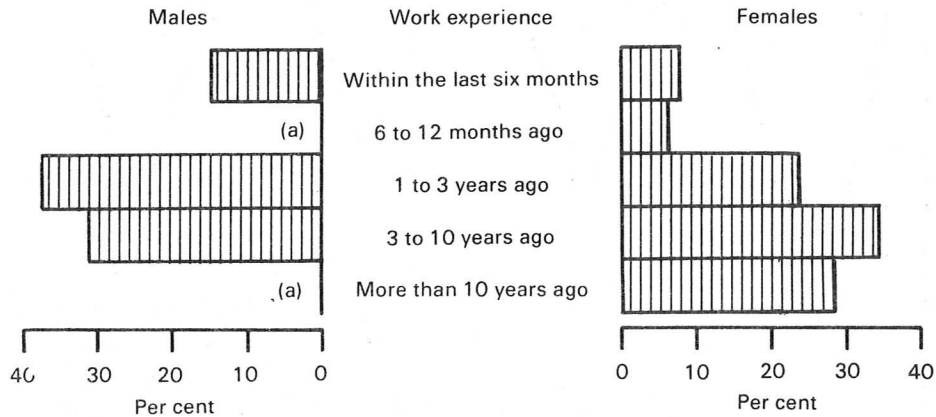 Males Work experience Females
Within the last six months
(a) 6 to 12 months ago
1 to 3 years ago
3 to 10 years ago
(a) More than 10 years ago
40 30 20 10 0 0 10 20 30 40
Per cent Per cent